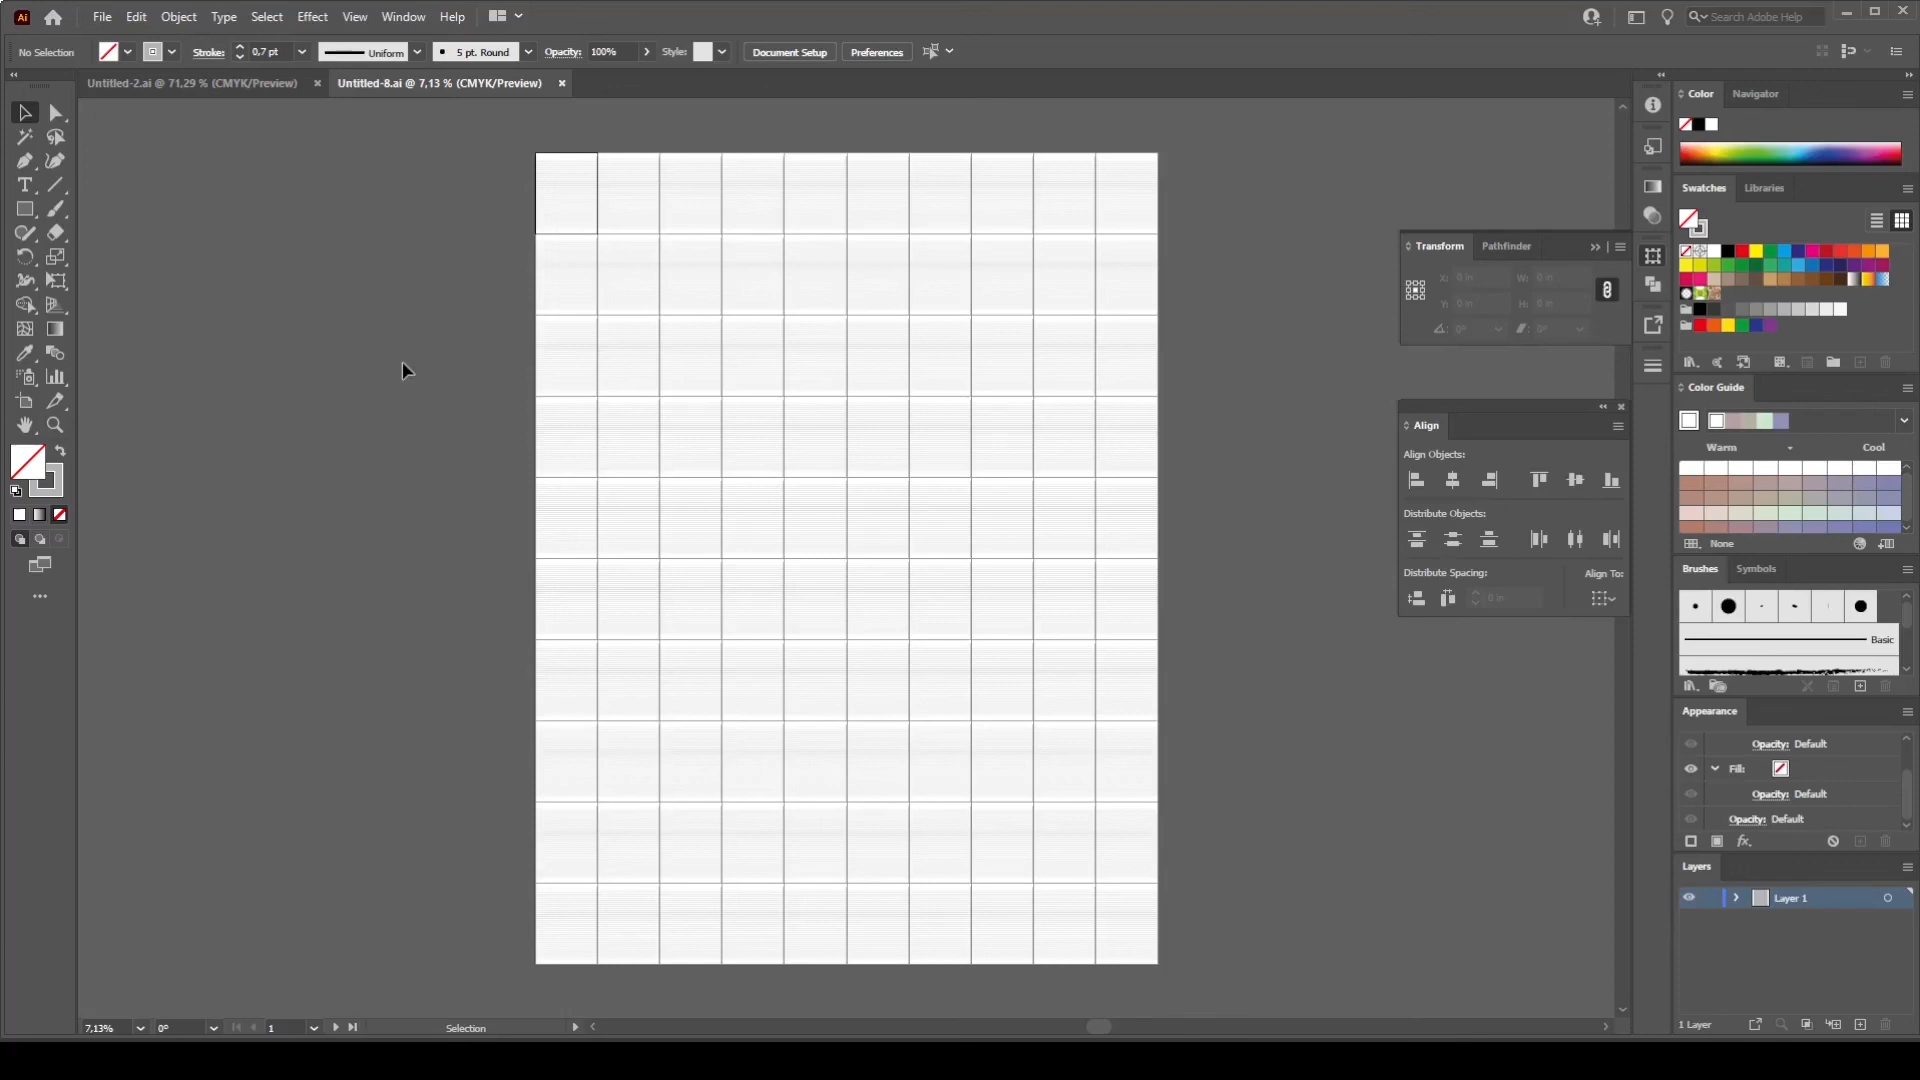 Ai File Edit Object Type Select Effect View Window Help Search Adobe Help
No Selection Stroke: 0,7 pt Uniform 5 pt. Round Opacity: 100% Style: Document Setup Preferences
Untitled-2.ai @ 71,29 % (CMYK/Preview) Untitled-8.ai @ 7,13 % (CMYK/Preview)
Color Navigator
Swatches Libraries
Transform Pathfinder
X: 0 in W: 0 in
Y: 0 in H: 0 in
0° 0°
Color Guide
Warm Cool
None
Align
Align Objects:
Distribute Objects:
Distribute Spacing: Align To:
0 in
Brushes Symbols
Basic
Appearance
Opacity: Default
Fill:
Opacity: Default
Opacity: Default
Layers
Layer 1
1 Layer
7,13% 0° 1 Selection